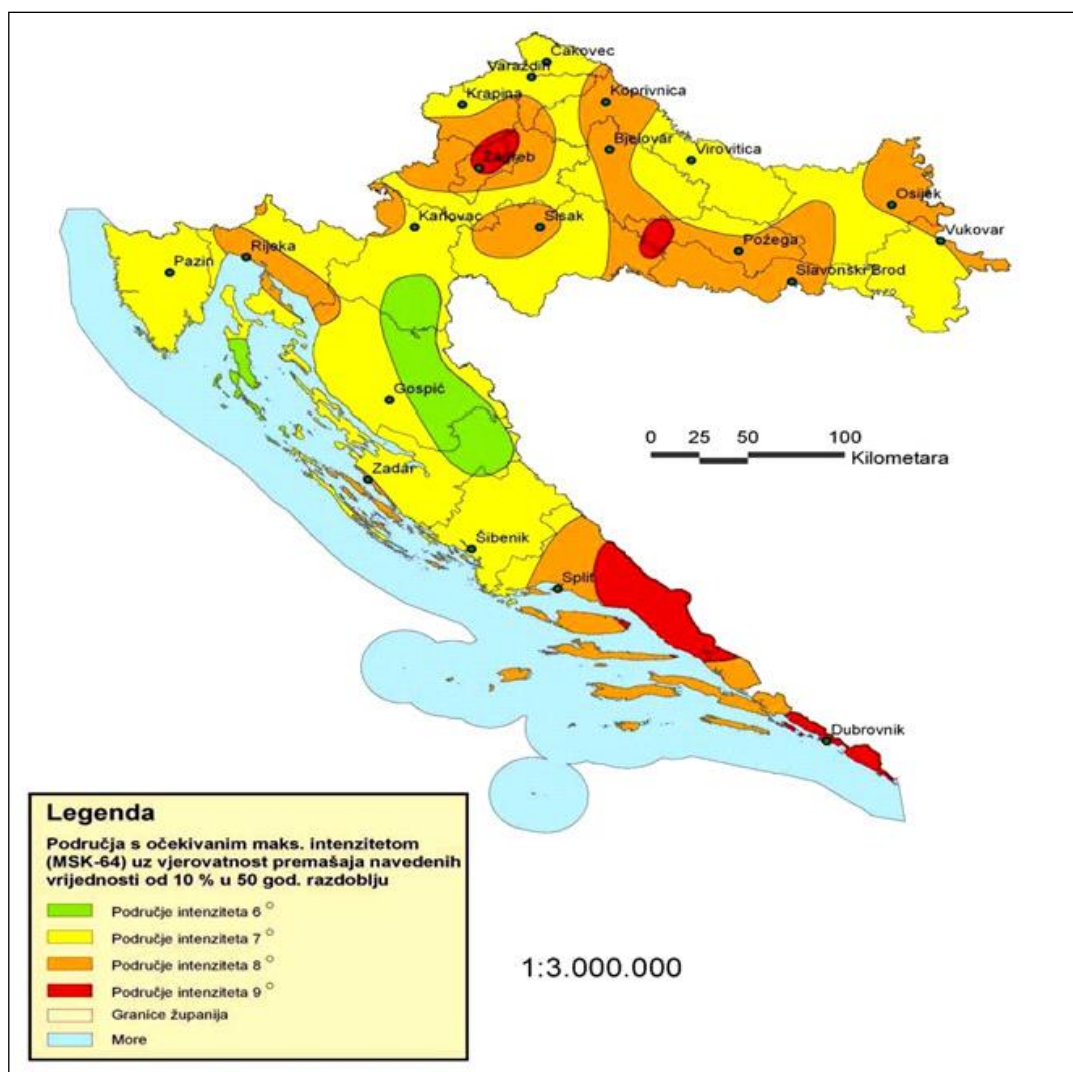 Čakovec
Varaždin
Krapina
Koprivnica
Bjelovar
Zagreb
Virovitica
Osijek
Karlovac
Sisak
Vukovar
Rijeka
Požega
Pazin
Slavonski Brod
Gospić
0 25 50 100
Kilometara
Zadar
Šibenik
Split
Dubrovnik
Legenda
Područja s očekivanim maks. intenzitetom
(MSK-64) uz vjerovatnost premašaja navedenih
vrijednosti od 10 % u 50 god. razdoblju
Područje intenziteta 6 °
Područje intenziteta 7 °
Područje intenziteta 8 °
Područje intenziteta 9 °
Granice županija
More
1:3.000.000